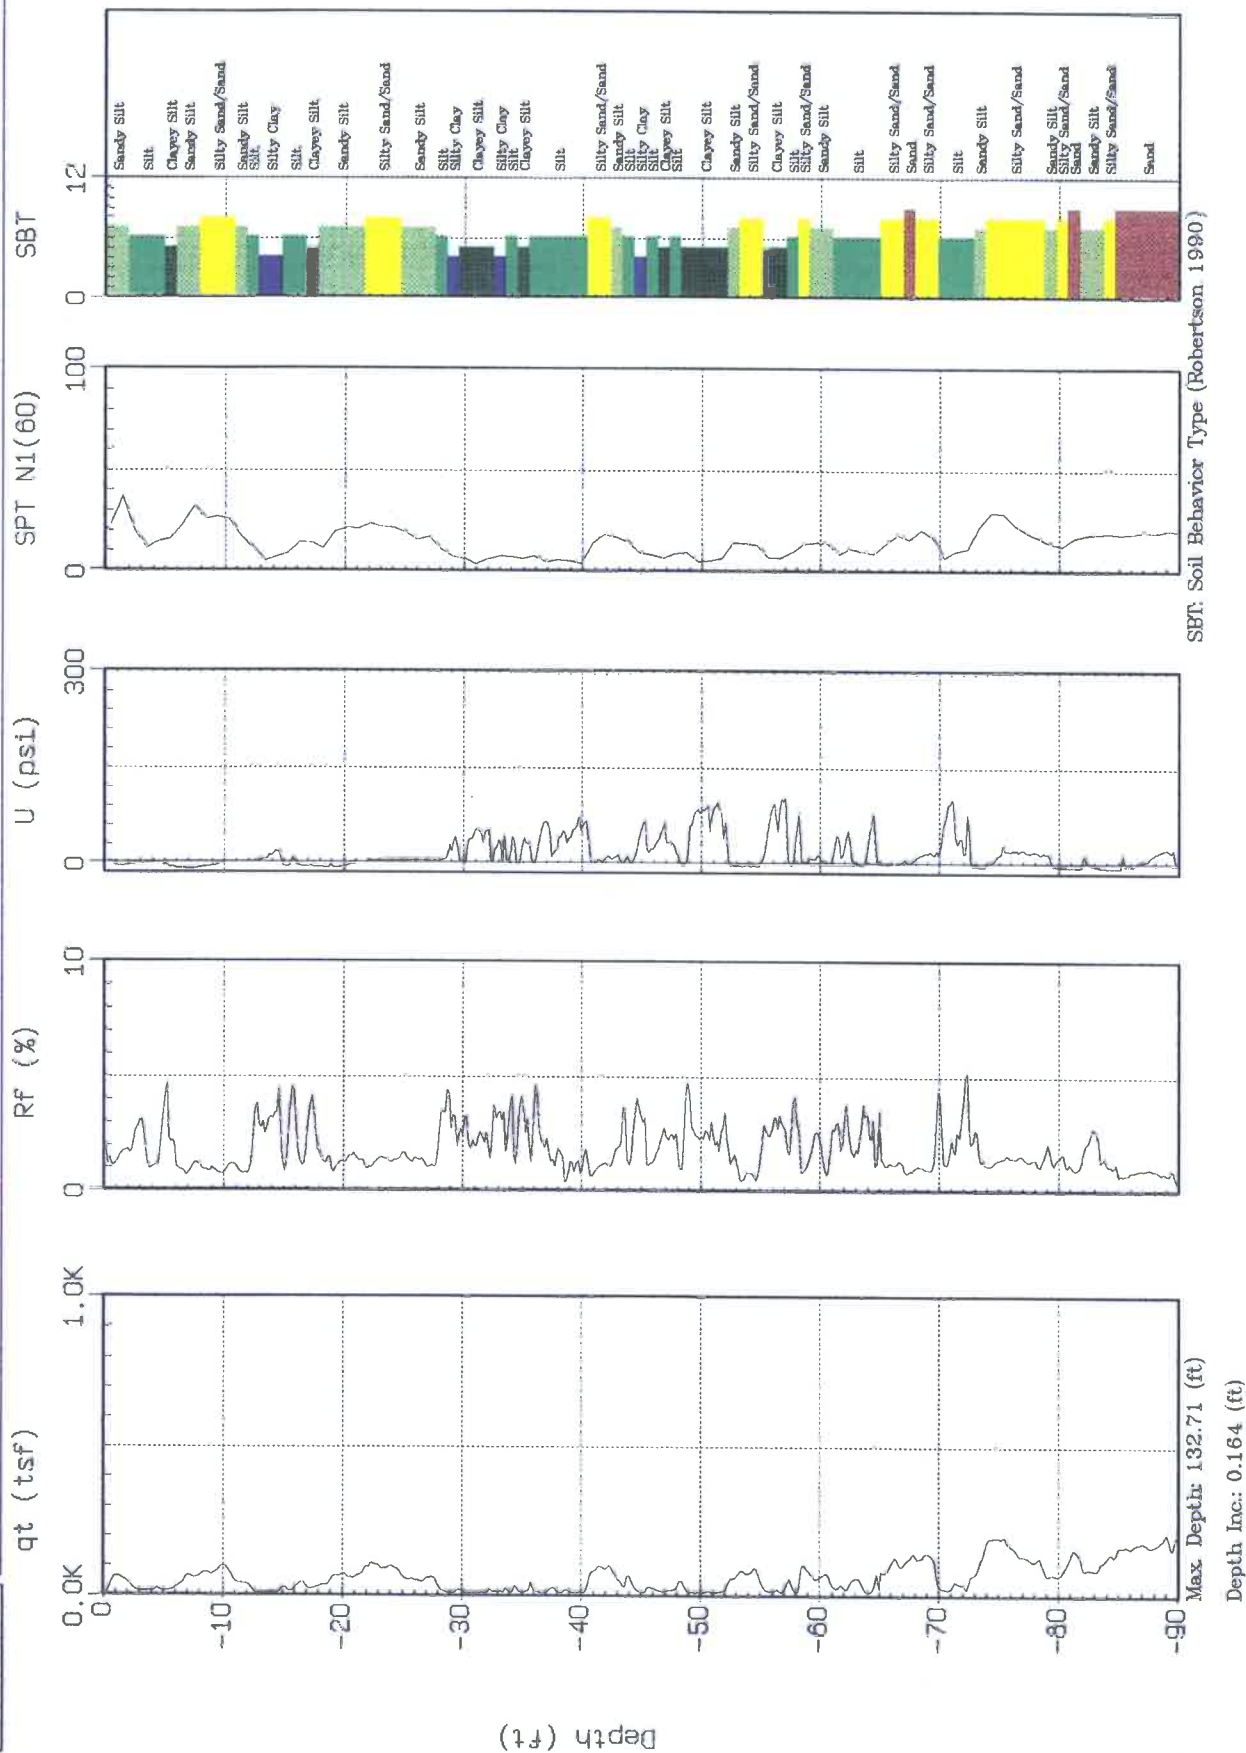 qt (tsf)
Rf (%)
U (psi)
SPT N1(60)
SBT
0.0K
1.0K
0
10
0
300
0
100
0
12
Depth (ft)
0
-10
-20
-30
-40
-50
-60
-70
-80
-90
Sandy Silt
Silt
Clayey Silt
Sandy Silt
Silty Sand/Sand
Sandy Silt
Silt
Silty Clay
Silt
Clayey Silt
Sandy Silt
Silty Sand/Sand
Sandy Silt
Silt
Silty Clay
Clayey Silt
Silty Clay
Silt
Clayey Silt
Silt
Silty Sand/Sand
Sandy Silt
Silt
Silty Clay
Silt
Clayey Silt
Silt
Clayey Silt
Sandy Silt
Silty Sand/Sand
Clayey Silt
Silt
Silty Sand/Sand
Sandy Silt
Silt
Silty Sand/Sand
Sand
Silty Sand/Sand
Silt
Sandy Silt
Silty Sand/Sand
Sandy Silt
Silty Sand/Sand
Sand
Sandy Silt
Silty Sand/Sand
Sand
Max. Depth: 132.71 (ft)
Depth Inc.: 0.164 (ft)
SBT: Soil Behavior Type (Robertson 1990)